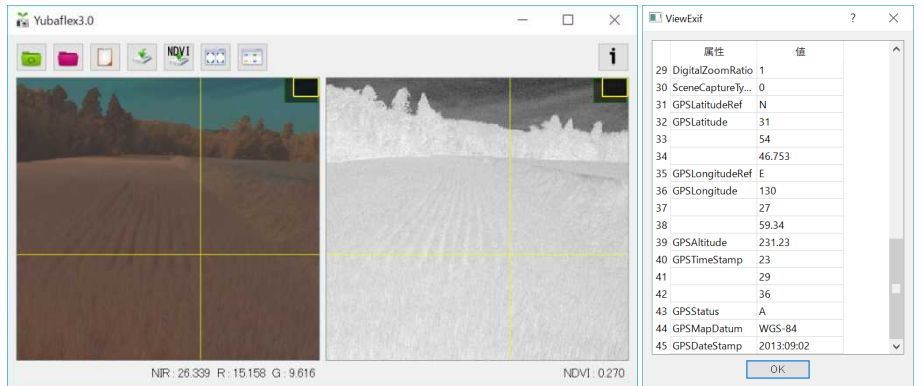 Yubaflex3.0
NDVI
i
NIR : 26.339 R : 15.158 G : 9.616
NDVI : 0.270
ViewExif
?
属性 値
29 DigitalZoomRatio 1
30 SceneCaptureTy... 0
31 GPSLatitudeRef N
32 GPSLatitude 31
33 54
34 46.753
35 GPSLongitudeRef E
36 GPSLongitude 130
37 27
38 59.34
39 GPSAltitude 231.23
40 GPSTimeStamp 23
41 29
42 36
43 GPSStatus A
44 GPSMapDatum WGS-84
45 GPSDateStamp 2013:09:02
OK